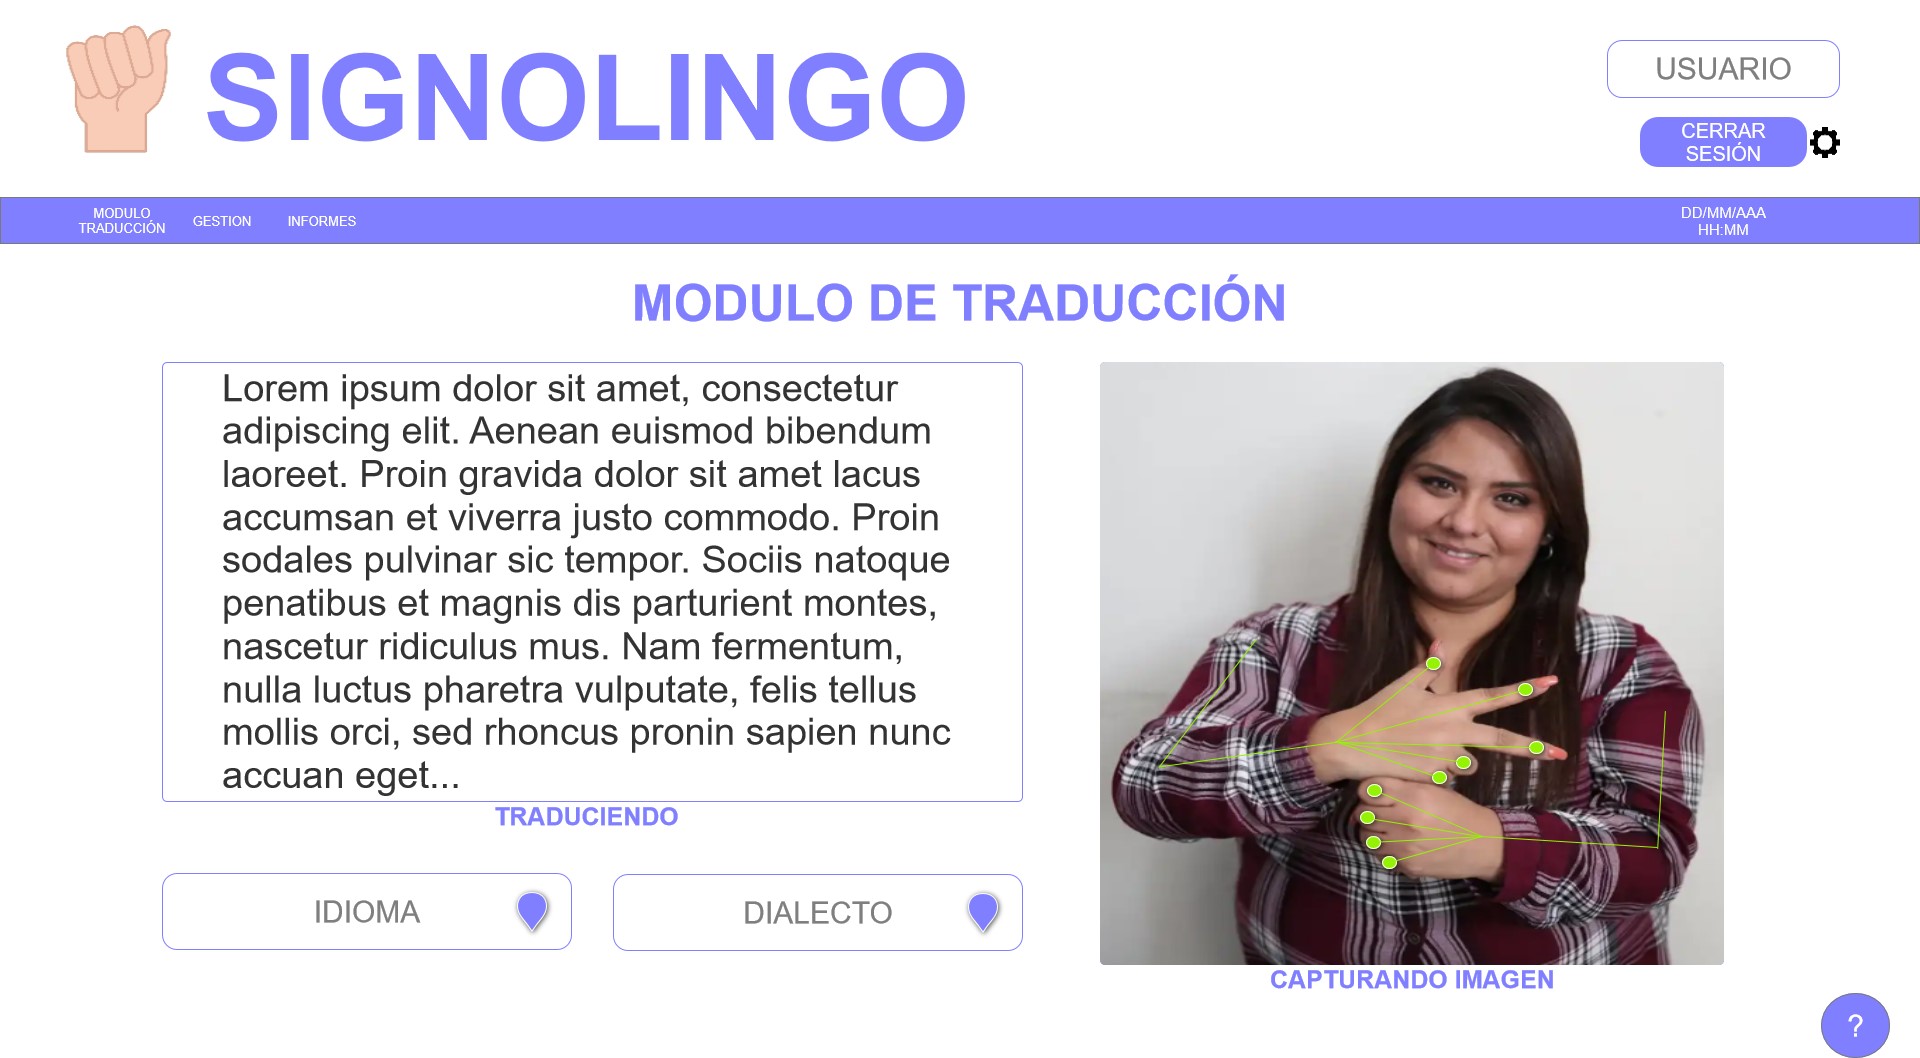 SIGNOLINGO
USUARIO
CERRAR
SESIÓN
MODULO
TRADUCCIÓN
GESTION
INFORMES
DD/MM/AAA
HH:MM
MODULO DE TRADUCCIÓN
Lorem ipsum dolor sit amet, consectetur
adipiscing elit. Aenean euismod bibendum
laoreet. Proin gravida dolor sit amet lacus
accumsan et viverra justo commodo. Proin
sodales pulvinar sic tempor. Sociis natoque
penatibus et magnis dis parturient montes,
nascetur ridiculus mus. Nam fermentum,
nulla luctus pharetra vulputate, felis tellus
mollis orci, sed rhoncus pronin sapien nunc
accuan eget...
TRADUCIENDO
IDIOMA
DIALECTO
CAPTURANDO IMAGEN
?